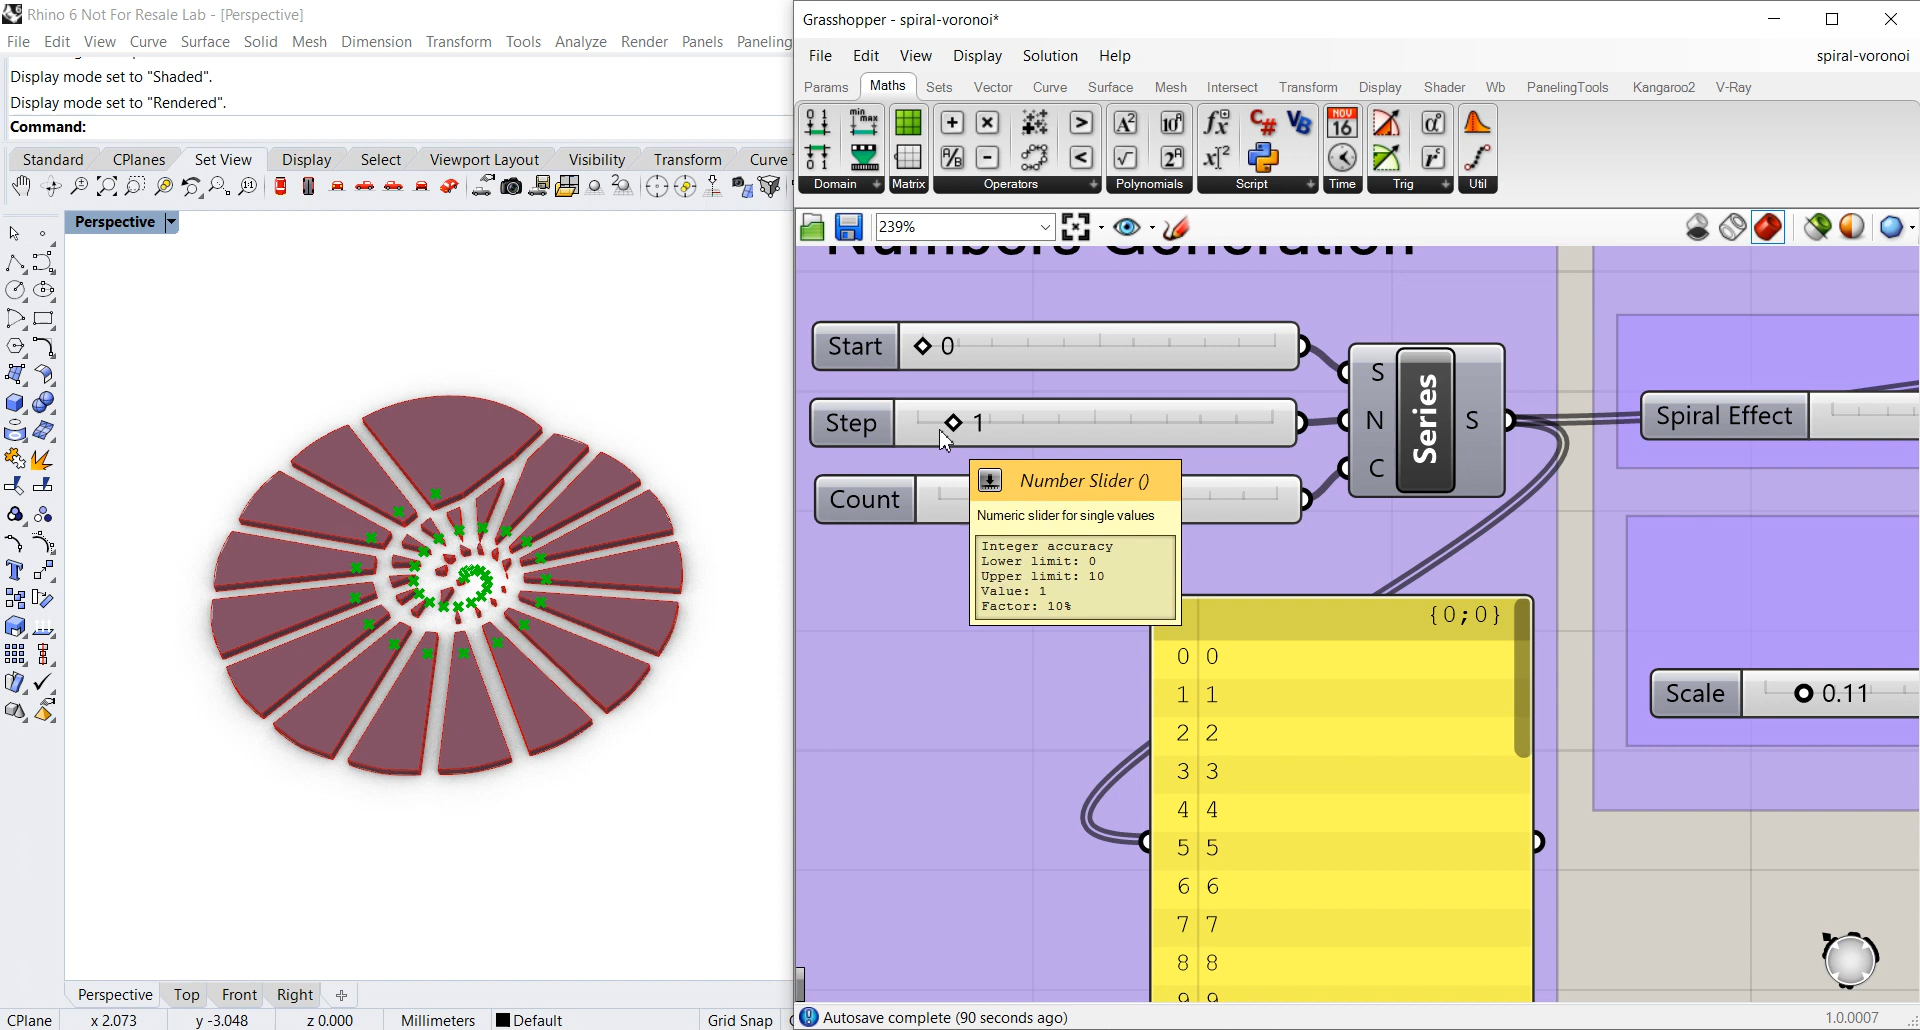 Rhino 6 Not For Resale Lab - [Perspective]
File Edit View Curve Surface Solid Mesh Dimension Transform Tools Analyze Render Panels Paneling
Display mode set to "Shaded".
Display mode set to "Rendered".
Command:
Standard CPlanes Set View Display Select Viewport Layout Visibility Transform Curve
Perspective
Perspective Top Front Right
CPlane x 2.073 y -3.048 z 0.000 Millimeters Default Grid Snap
Grasshopper - spiral-voronoi*
File Edit View Display Solution Help spiral-voronoi
Params Maths Sets Vector Curve Surface Mesh Intersect Transform Display Shader Wb PanelingTools Kangaroo2 V-Ray
Domain Matrix Operators Polynomials Script Time Trig Util
NOV
16
239%
Numbers Generation
Start 0
Step 1
Count
S
N
C
Series
S
Spiral Effect
Scale 0.11
Number Slider ()
Numeric slider for single values
Integer accuracy
Lower limit: 0
Upper limit: 10
Value: 1
Factor: 10%
{0;0}
0 0
1 1
2 2
3 3
4 4
5 5
6 6
7 7
8 8
9 9
Autosave complete (90 seconds ago)
1.0.0007